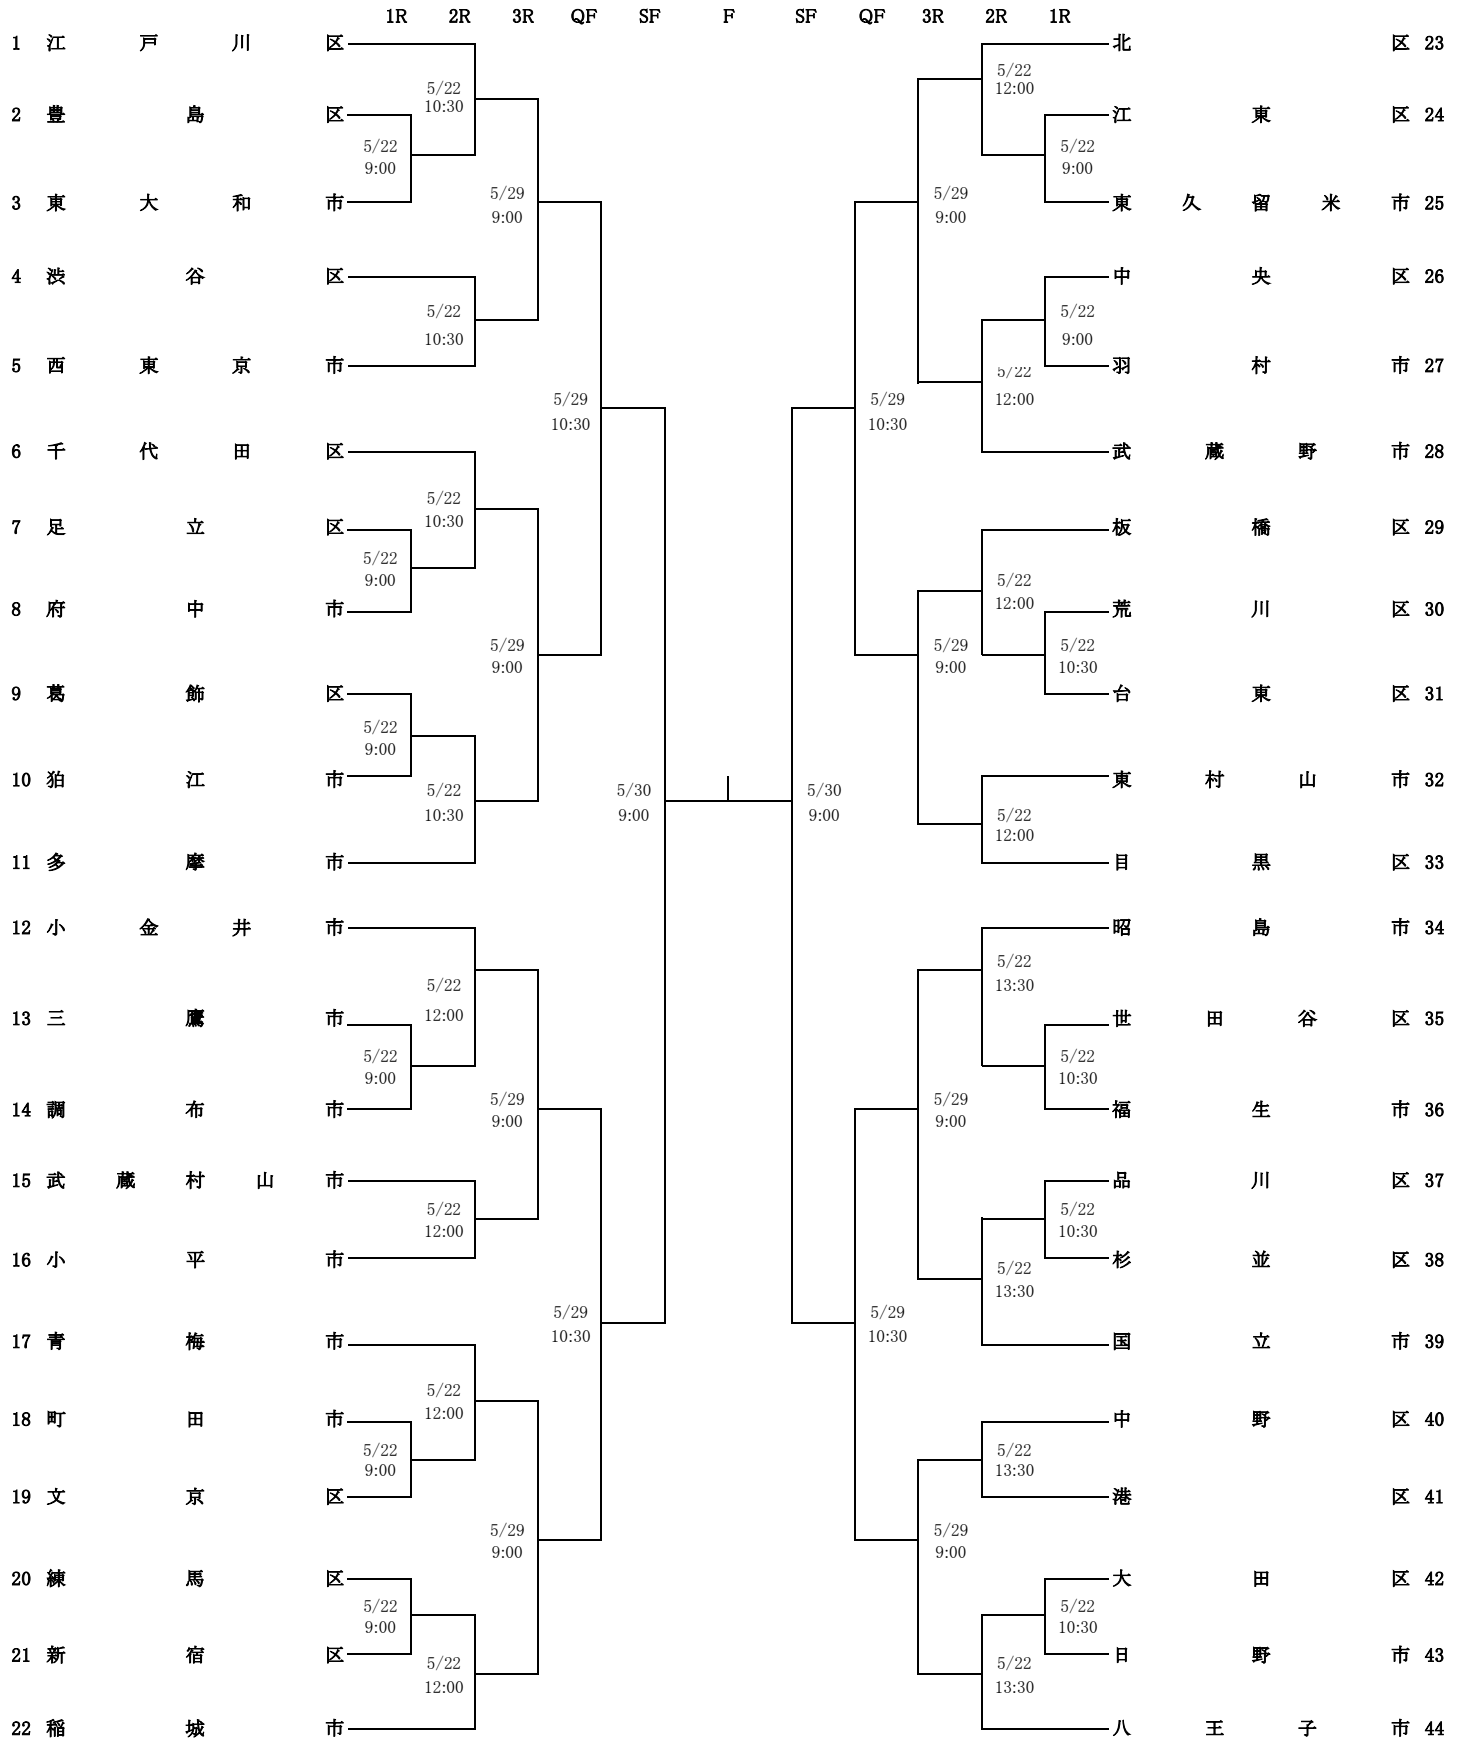 1R 2R 3R QF SF F SF QF 3R 2R 1R
1 江戸川区 北区 23
5/22 5/22
10:30 12:00
2 豊島区 江東区 24
5/22 5/22
9:00 9:00
5/29 5/29
3 東大和市 東久留米市 25
9:00 9:00
4 渋谷区 中央区 26
5/22 5/22
10:30 9:00
5 西東京市 羽村市 27
5/22
5/29 12:00 5/29
10:30 10:30
6 千代田区 武蔵野市 28
5/22
10:30
7 足立区 板橋区 29
5/22 5/22
9:00 12:00
8 府中市 荒川区 30
5/29 5/29 5/22
9:00 9:00 10:30
9 葛飾区 台東区 31
5/22
9:00
10 狛江市 東村山市 32
5/22 5/30 5/30
10:30 9:00 9:00 5/22
12:00
11 多摩市 目黒区 33
12 小金井市 昭島市 34
5/22 5/22
12:00 13:30
13 三鷹市 世田谷区 35
5/22 5/22
9:00 10:30
5/29 5/29
14 調布市 福生市 36
9:00 9:00
15 武蔵村山市 品川区 37
5/22 5/22
12:00 10:30
16 小平市 杉並区 38
5/22
13:30
5/29 5/29
10:30 10:30
17 青梅市 国立市 39
5/22
12:00
18 町田市 中野区 40
5/22 5/22
9:00 13:30
19 文京区 港区 41
5/29 5/29
9:00 9:00
20 練馬区 大田区 42
5/22 5/22
9:00 10:30
21 新宿区 日野市 43
5/22 5/22
12:00 13:30
22 稲城市 八王子市 44